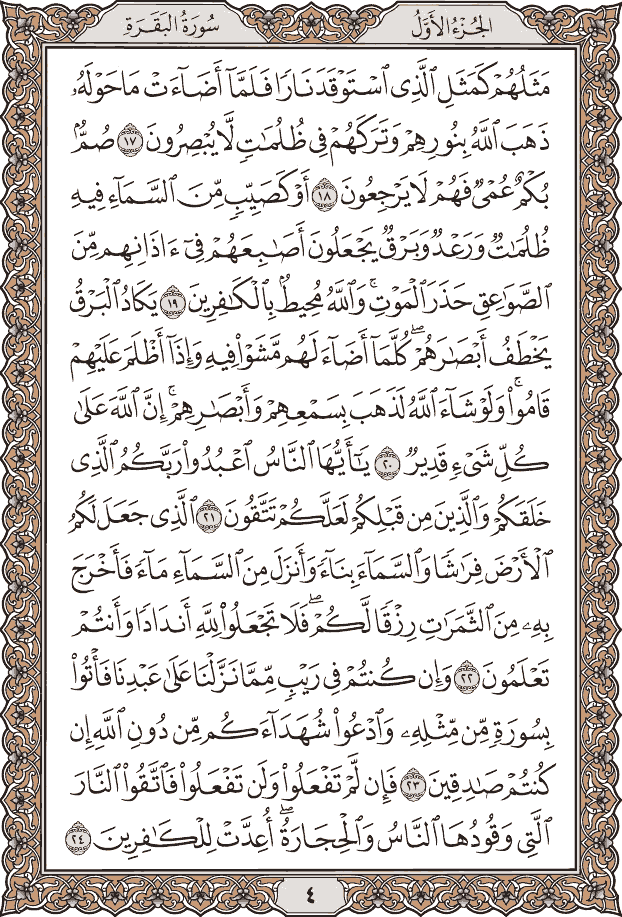 الجُزْءُ الأَوَّلُ
سُورَةُ البَقَرَةِ
مَثَلُهُمْ كَمَثَلِ ٱلَّذِي ٱسْتَوْقَدَ نَارًا فَلَمَّآ أَضَآءَتْ مَا حَوْلَهُۥ
ذَهَبَ ٱللَّهُ بِنُورِهِمْ وَتَرَكَهُمْ فِي ظُلُمَٰتٍ لَّا يُبْصِرُونَ ١٧ صُمُّۢ
بُكْمٌ عُمْيٌ فَهُمْ لَا يَرْجِعُونَ ١٨ أَوْ كَصَيِّبٍ مِّنَ ٱلسَّمَآءِ فِيهِ
ظُلُمَٰتٌ وَرَعْدٌ وَبَرْقٌ يَجْعَلُونَ أَصَٰبِعَهُمْ فِيٓ ءَاذَانِهِم مِّنَ
ٱلصَّوَٰعِقِ حَذَرَ ٱلْمَوْتِۚ وَٱللَّهُ مُحِيطٌۢ بِٱلْكَٰفِرِينَ ١٩ يَكَادُ ٱلْبَرْقُ
يَخْطَفُ أَبْصَٰرَهُمْۖ كُلَّمَآ أَضَآءَ لَهُم مَّشَوْا۟ فِيهِ وَإِذَآ أَظْلَمَ عَلَيْهِمْ
قَامُوا۟ۚ وَلَوْ شَآءَ ٱللَّهُ لَذَهَبَ بِسَمْعِهِمْ وَأَبْصَٰرِهِمْۚ إِنَّ ٱللَّهَ عَلَىٰ
كُلِّ شَيْءٍ قَدِيرٌ ٢٠ يَٰٓأَيُّهَا ٱلنَّاسُ ٱعْبُدُوا۟ رَبَّكُمُ ٱلَّذِي
خَلَقَكُمْ وَٱلَّذِينَ مِن قَبْلِكُمْ لَعَلَّكُمْ تَتَّقُونَ ٢١ ٱلَّذِي جَعَلَ لَكُمُ
ٱلْأَرْضَ فِرَٰشًا وَٱلسَّمَآءَ بِنَآءً وَأَنزَلَ مِنَ ٱلسَّمَآءِ مَآءً فَأَخْرَجَ
بِهِۦ مِنَ ٱلثَّمَرَٰتِ رِزْقًا لَّكُمْۖ فَلَا تَجْعَلُوا۟ لِلَّهِ أَندَادًا وَأَنتُمْ
تَعْلَمُونَ ٢٢ وَإِن كُنتُمْ فِي رَيْبٍ مِّمَّا نَزَّلْنَا عَلَىٰ عَبْدِنَا فَأْتُوا۟
بِسُورَةٍ مِّن مِّثْلِهِۦ وَٱدْعُوا۟ شُهَدَآءَكُم مِّن دُونِ ٱللَّهِ إِن
كُنتُمْ صَٰدِقِينَ ٢٣ فَإِن لَّمْ تَفْعَلُوا۟ وَلَن تَفْعَلُوا۟ فَٱتَّقُوا۟ ٱلنَّارَ
ٱلَّتِي وَقُودُهَا ٱلنَّاسُ وَٱلْحِجَارَةُۖ أُعِدَّتْ لِلْكَٰفِرِينَ ٢٤
٤